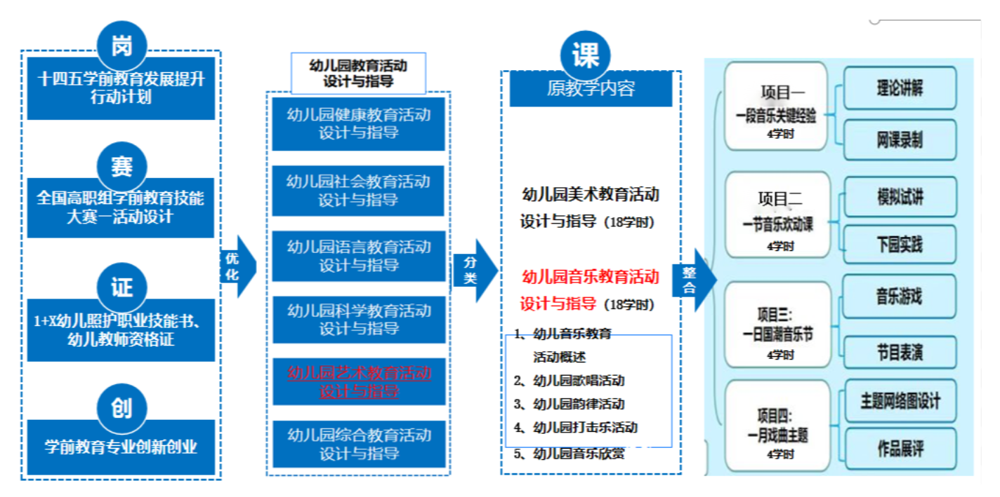 岗
十四五学前教育发展提升
行动计划
赛
全国高职组学前教育技能
大赛一活动设计
证
1+X幼儿照护职业技能书、
幼儿教师资格证
创
学前教育专业创新创业
优
化
幼儿园教育活动
设计与指导
幼儿园健康教育活动
设计与指导
幼儿园社会教育活动
设计与指导
幼儿园语言教育活动
设计与指导
幼儿园科学教育活动
设计与指导
幼儿园艺术教育活动
设计与指导
幼儿园综合教育活动
设计与指导
分
类
课
原教学内容
幼儿园美术教育活动
设计与指导（18学时）
幼儿园音乐教育活动
设计与指导（18学时）
1、幼儿音乐教育
活动概述
2、幼儿园歌唱活动
3、幼儿园韵律活动
4、幼儿园打击乐活动
5、幼儿园音乐欣赏
整
合
项目一
一段音乐关键经验
4学时
理论讲解
网课录制
项目二
一节音乐欢动课
4学时
模拟试讲
下园实践
项目三:
一日国潮音乐节
4学时
音乐游戏
节目表演
项目四:
一月戏曲主题
4学时
主题网络图设计
作品展评